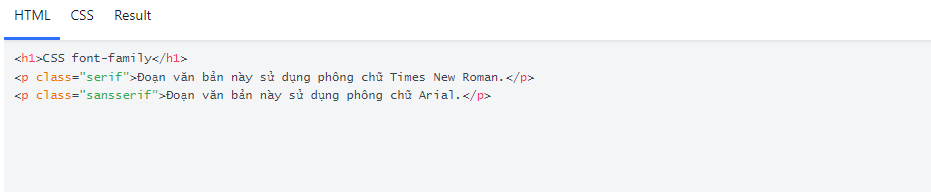 HTML CSS Result
<h1>CSS font-family</h1>
<p class="serif">Đoạn văn bản này sử dụng phông chữ Times New Roman.</p>
<p class="sansserif">Đoạn văn bản này sử dụng phông chữ Arial.</p>